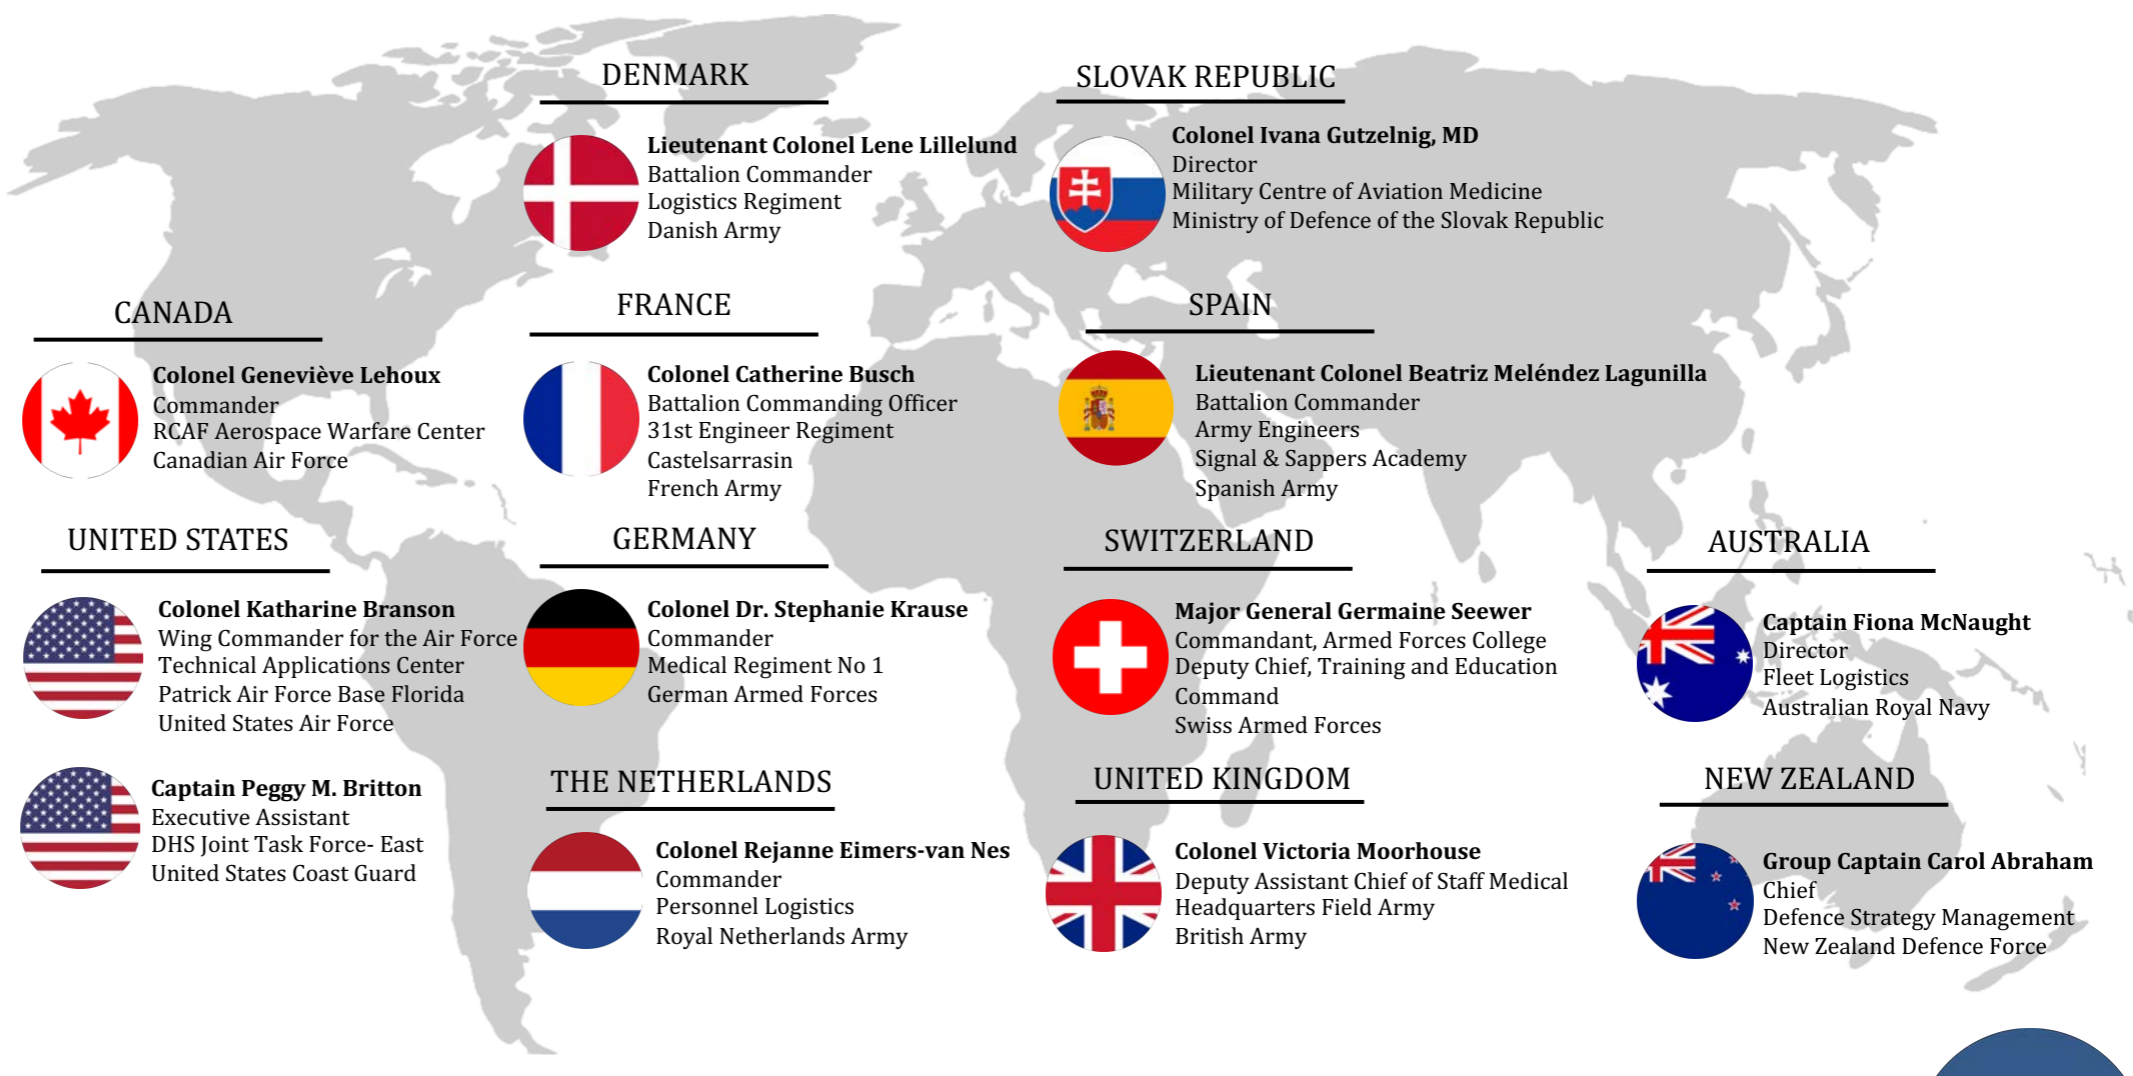 DENMARK
Lieutenant Colonel Lene Lillelund
Battalion Commander
Logistics Regiment
Danish Army
SLOVAK REPUBLIC
Colonel Ivana Gutzelnig, MD
Director
Military Centre of Aviation Medicine
Ministry of Defence of the Slovak Republic
CANADA
Colonel Geneviève Lehoux
Commander
RCAF Aerospace Warfare Center
Canadian Air Force
FRANCE
Colonel Catherine Busch
Battalion Commanding Officer
31st Engineer Regiment
Castelsarrasin
French Army
SPAIN
Lieutenant Colonel Beatriz Meléndez Lagunilla
Battalion Commander
Army Engineers
Signal & Sappers Academy
Spanish Army
UNITED STATES
Colonel Katharine Branson
Wing Commander for the Air Force
Technical Applications Center
Patrick Air Force Base Florida
United States Air Force
Captain Peggy M. Britton
Executive Assistant
DHS Joint Task Force- East
United States Coast Guard
GERMANY
Colonel Dr. Stephanie Krause
Commander
Medical Regiment No 1
German Armed Forces
SWITZERLAND
Major General Germaine Seewer
Commandant, Armed Forces College
Deputy Chief, Training and Education
Command
Swiss Armed Forces
AUSTRALIA
Captain Fiona McNaught
Director
Fleet Logistics
Australian Royal Navy
THE NETHERLANDS
Colonel Rejanne Eimers-van Nes
Commander
Personnel Logistics
Royal Netherlands Army
UNITED KINGDOM
Colonel Victoria Moorhouse
Deputy Assistant Chief of Staff Medical
Headquarters Field Army
British Army
NEW ZEALAND
Group Captain Carol Abraham
Chief
Defence Strategy Management
New Zealand Defence Force